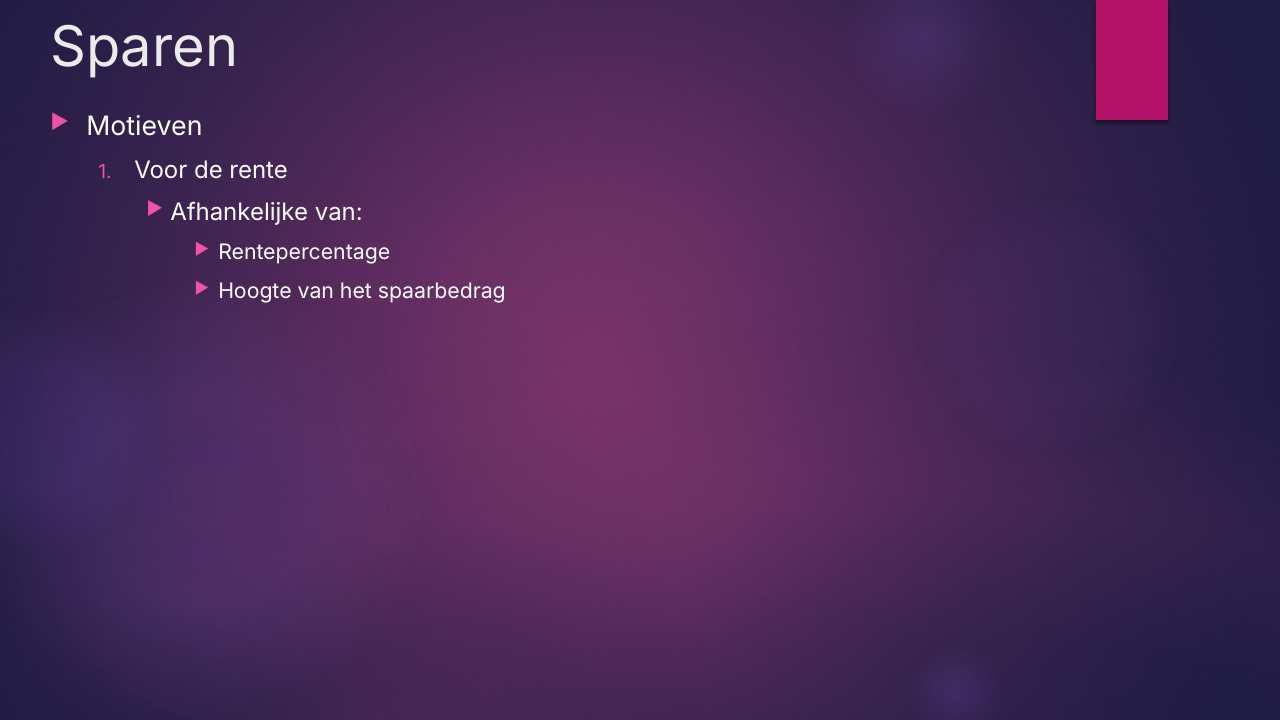 Sparen
Motieven
1. Voor de rente
Afhankelijke van:
Rentepercentage
Hoogte van het spaarbedrag